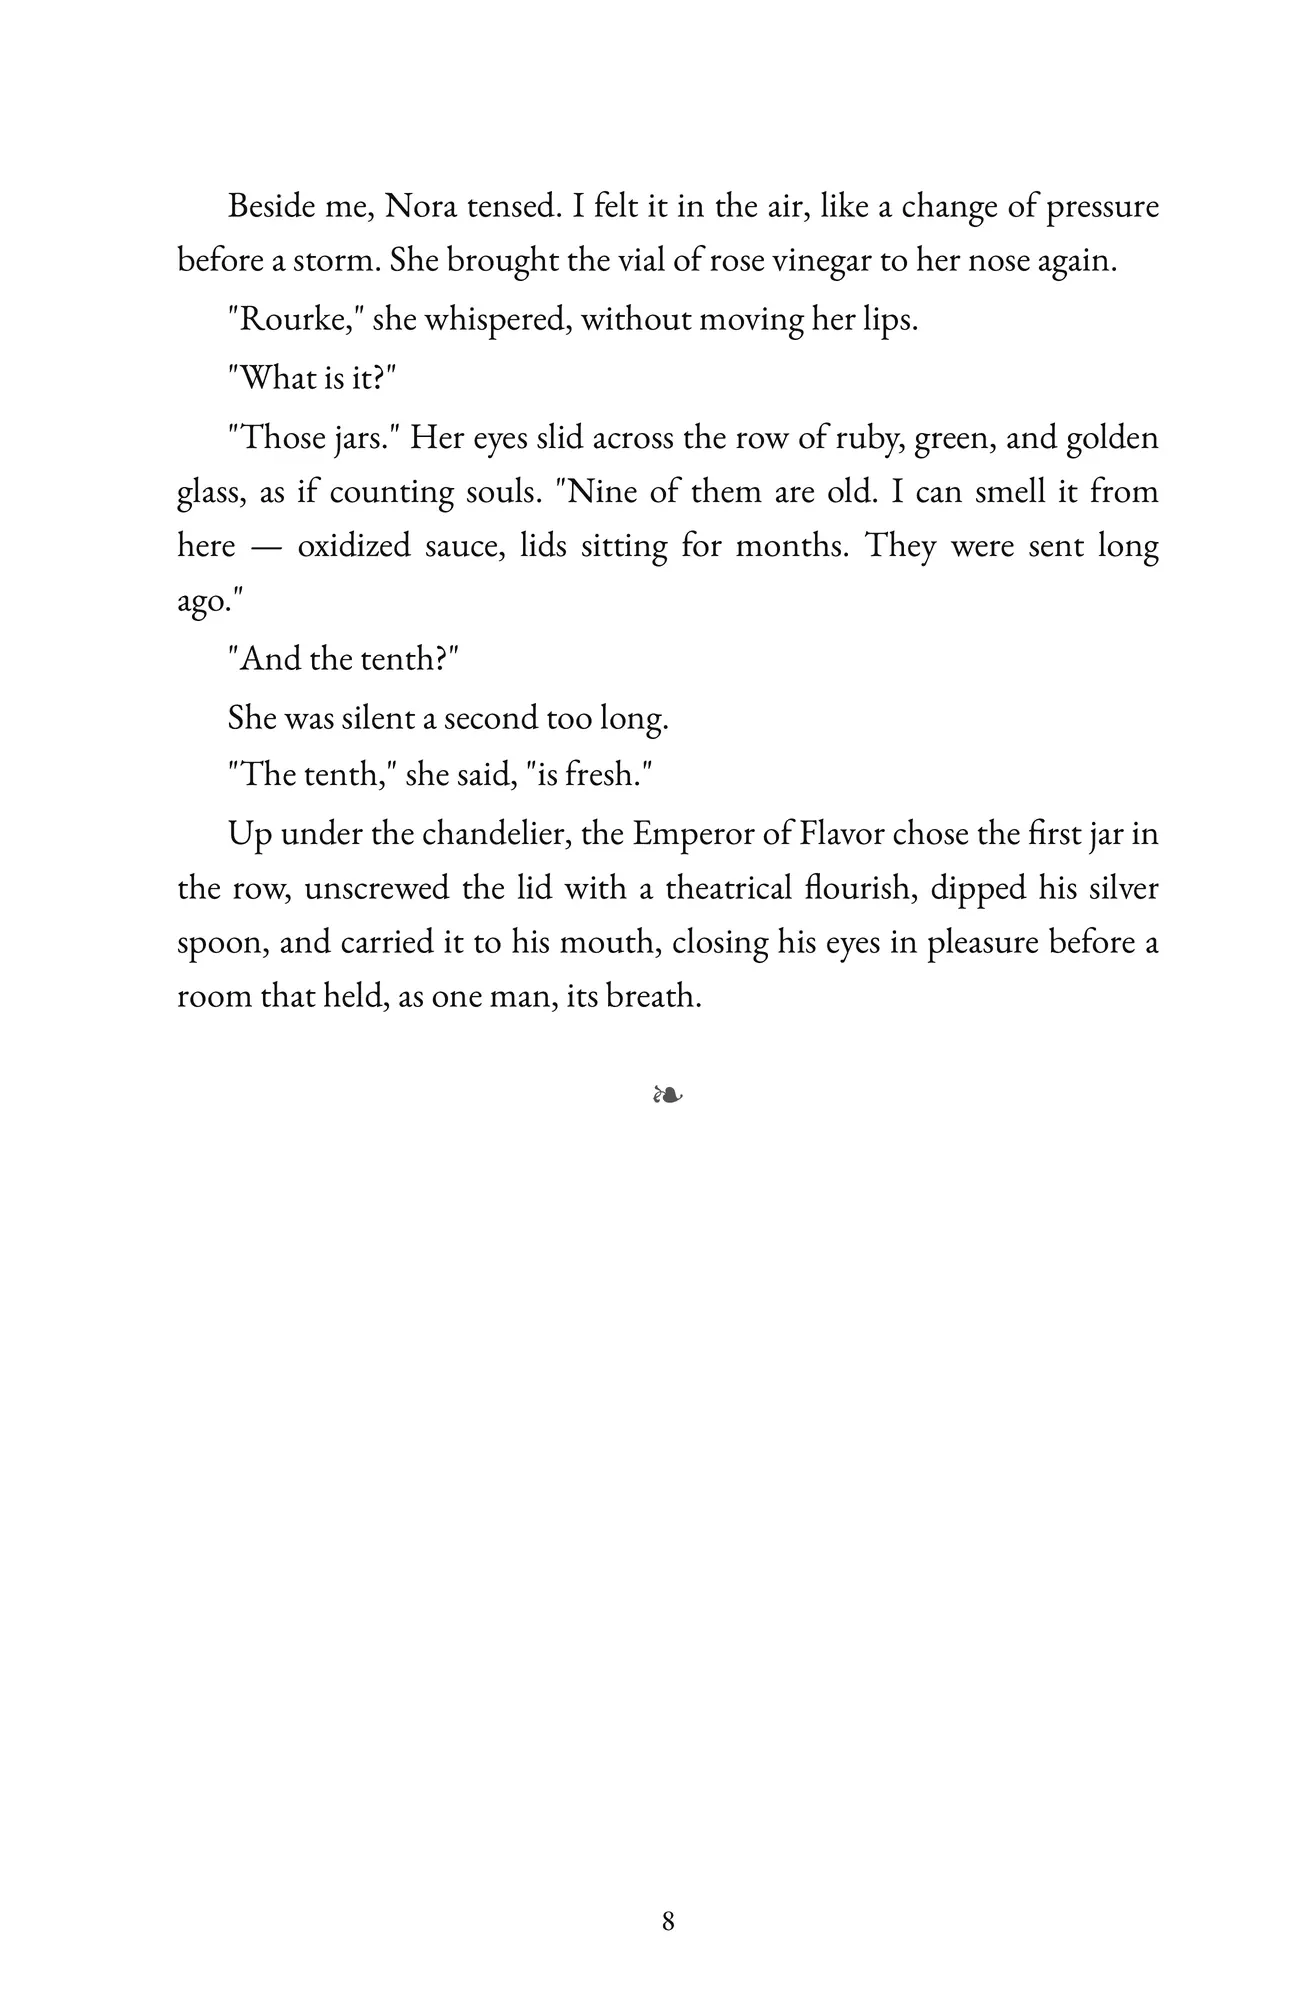 Beside me, Nora tensed. I felt it in the air, like a change of pressure
before a storm. She brought the vial of rose vinegar to her nose again.
"Rourke," she whispered, without moving her lips.
"What is it?"
"Those jars." Her eyes slid across the row of ruby, green, and golden
glass, as if counting souls. "Nine of them are old. I can smell it from
here — oxidized sauce, lids sitting for months. They were sent long
ago."
"And the tenth?"
She was silent a second too long.
"The tenth," she said, "is fresh."
Up under the chandelier, the Emperor of Flavor chose the first jar in
the row, unscrewed the lid with a theatrical flourish, dipped his silver
spoon, and carried it to his mouth, closing his eyes in pleasure before a
room that held, as one man, its breath.
❧
8